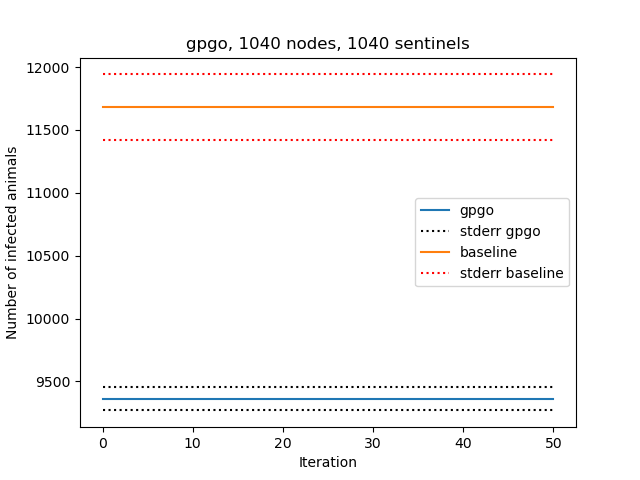 gpgo, 1040 nodes, 1040 sentinels
12000
11500
11000
10500
10000
9500
Number of infected animals
gpgo
stderr gpgo
baseline
stderr baseline
0 10 20 30 40 50
Iteration